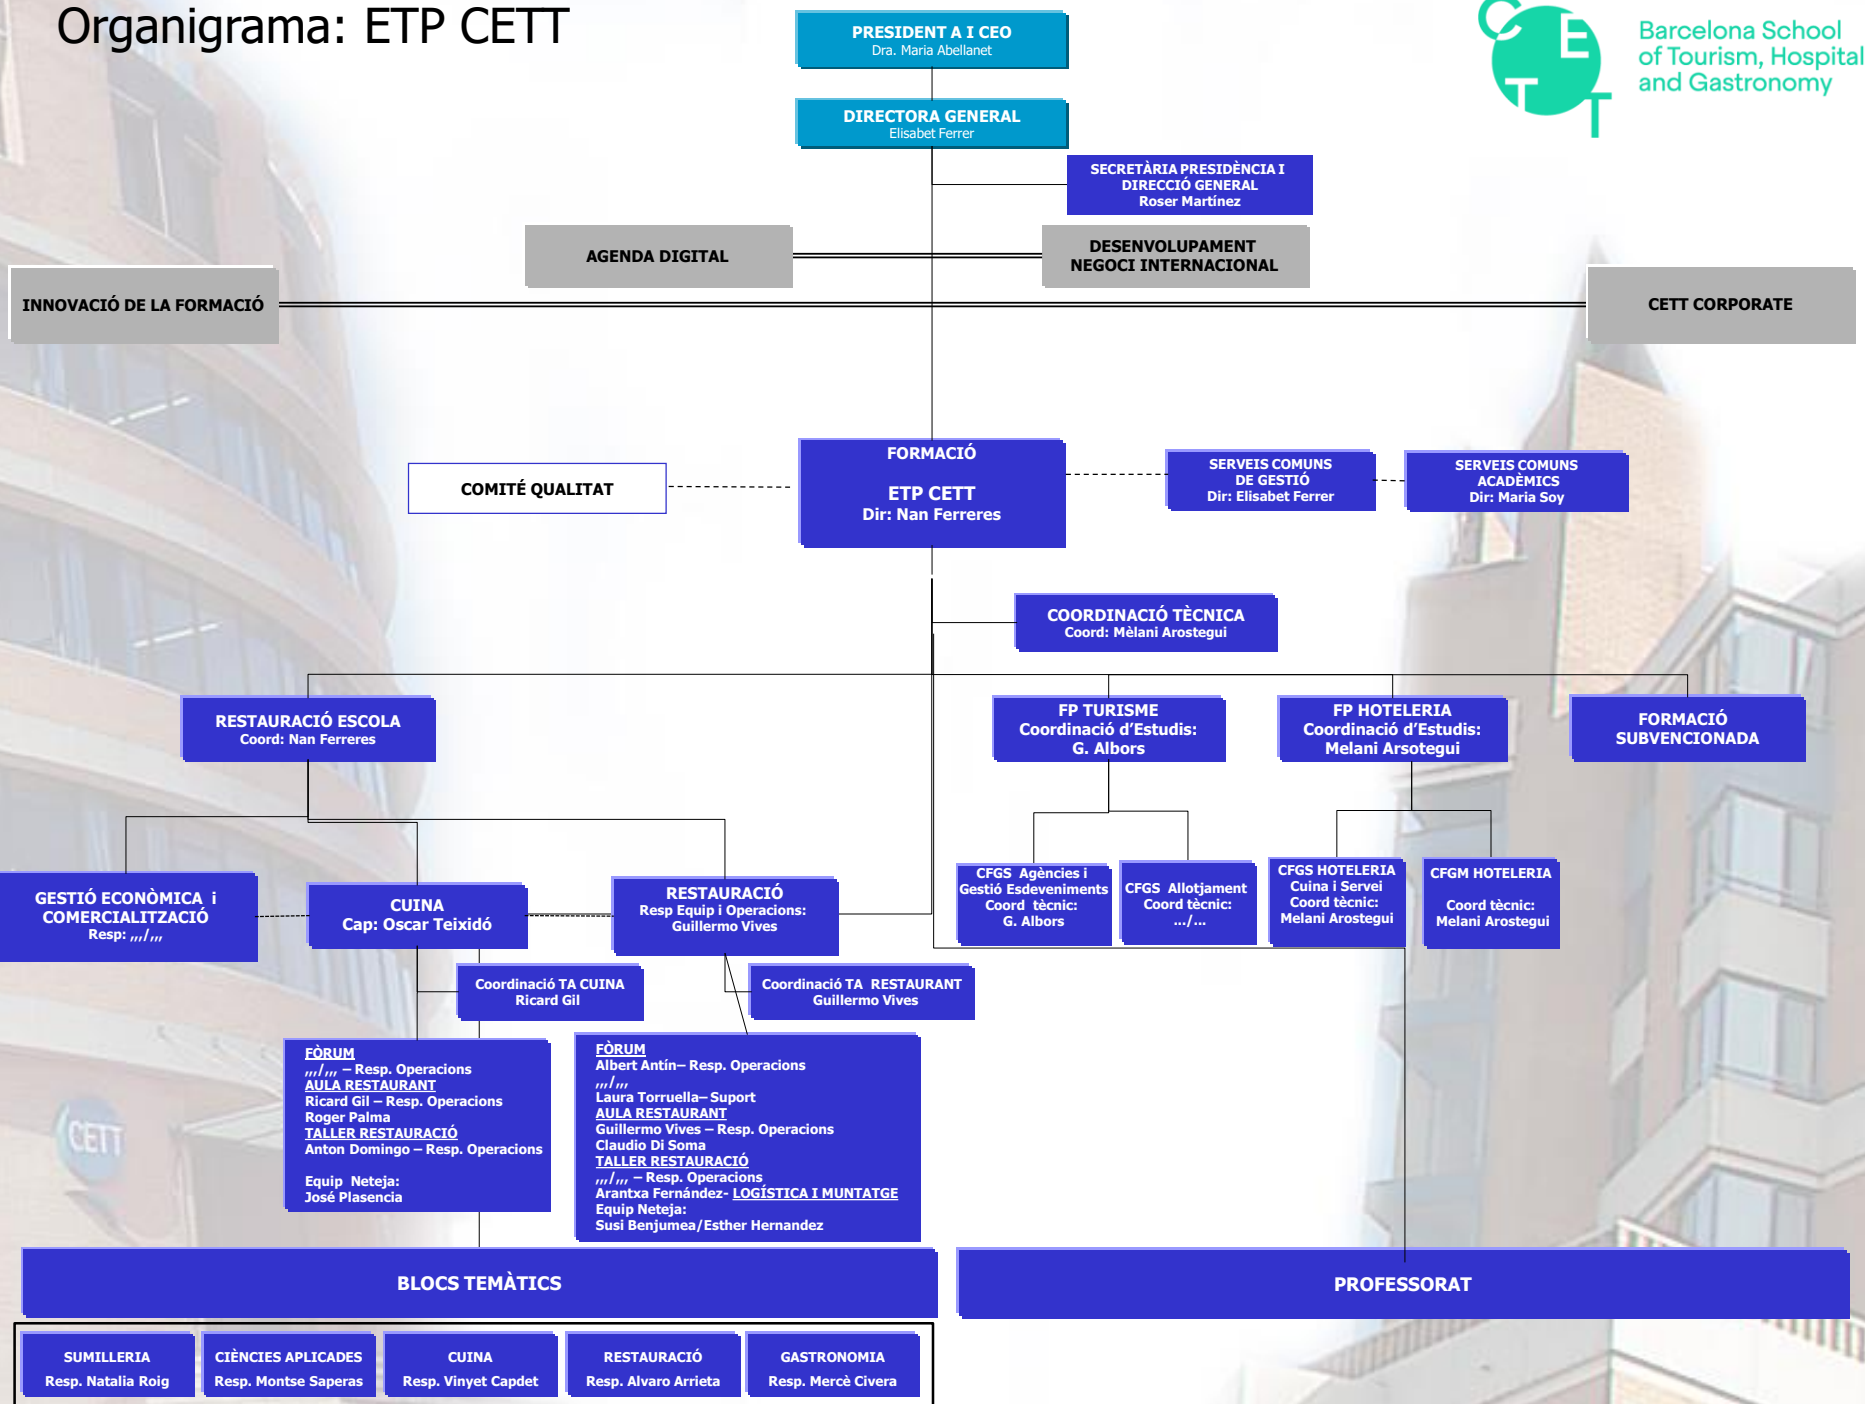 Organigrama: ETP CETT
C
E
T
T
Barcelona School
of Tourism, Hospital
and Gastronomy
PRESIDENT A I CEO
Dra. Maria Abellanet
DIRECTORA GENERAL
Elisabet Ferrer
SECRETÀRIA PRESIDÈNCIA I
DIRECCIÓ GENERAL
Roser Martínez
AGENDA DIGITAL
DESENVOLUPAMENT
NEGOCI INTERNACIONAL
INNOVACIÓ DE LA FORMACIÓ
CETT CORPORATE
FORMACIÓ
ETP CETT
Dir: Nan Ferreres
COMITÉ QUALITAT
SERVEIS COMUNS
DE GESTIÓ
Dir: Elisabet Ferrer
SERVEIS COMUNS
ACADÈMICS
Dir: Maria Soy
COORDINACIÓ TÈCNICA
Coord: Mèlani Arostegui
RESTAURACIÓ ESCOLA
Coord: Nan Ferreres
FP TURISME
Coordinació d’Estudis:
G. Albors
FP HOTELERIA
Coordinació d’Estudis:
Melani Arsotegui
FORMACIÓ
SUBVENCIONADA
GESTIÓ ECONÒMICA i
COMERCIALITZACIÓ
Resp: ,,,/,,,
CUINA
Cap: Oscar Teixidó
RESTAURACIÓ
Resp Equip i Operacions:
Guillermo Vives
CFGS Agències i
Gestió Esdeveniments
Coord tècnic:
G. Albors
CFGS Allotjament
Coord tècnic:
.../...
CFGS HOTELERIA
Cuina i Servei
Coord tècnic:
Melani Arostegui
CFGM HOTELERIA
Coord tècnic:
Melani Arostegui
Coordinació TA CUINA
Ricard Gil
Coordinació TA RESTAURANT
Guillermo Vives
FÒRUM
,,,/,,, – Resp. Operacions
AULA RESTAURANT
Ricard Gil – Resp. Operacions
Roger Palma
TALLER RESTAURACIÓ
Anton Domingo – Resp. Operacions
Equip Neteja:
José Plasencia
FÒRUM
Albert Antín– Resp. Operacions
,,,/,,,
Laura Torruella– Suport
AULA RESTAURANT
Guillermo Vives – Resp. Operacions
Claudio Di Soma
TALLER RESTAURACIÓ
,,,/,,, – Resp. Operacions
Arantxa Fernández- LOGÍSTICA I MUNTATGE
Equip Neteja:
Susi Benjumea/Esther Hernandez
CETT
BLOCS TEMÀTICS
PROFESSORAT
SUMILLERIA
Resp. Natalia Roig
CIÈNCIES APLICADES
Resp. Montse Saperas
CUINA
Resp. Vinyet Capdet
RESTAURACIÓ
Resp. Alvaro Arrieta
GASTRONOMIA
Resp. Mercè Civera